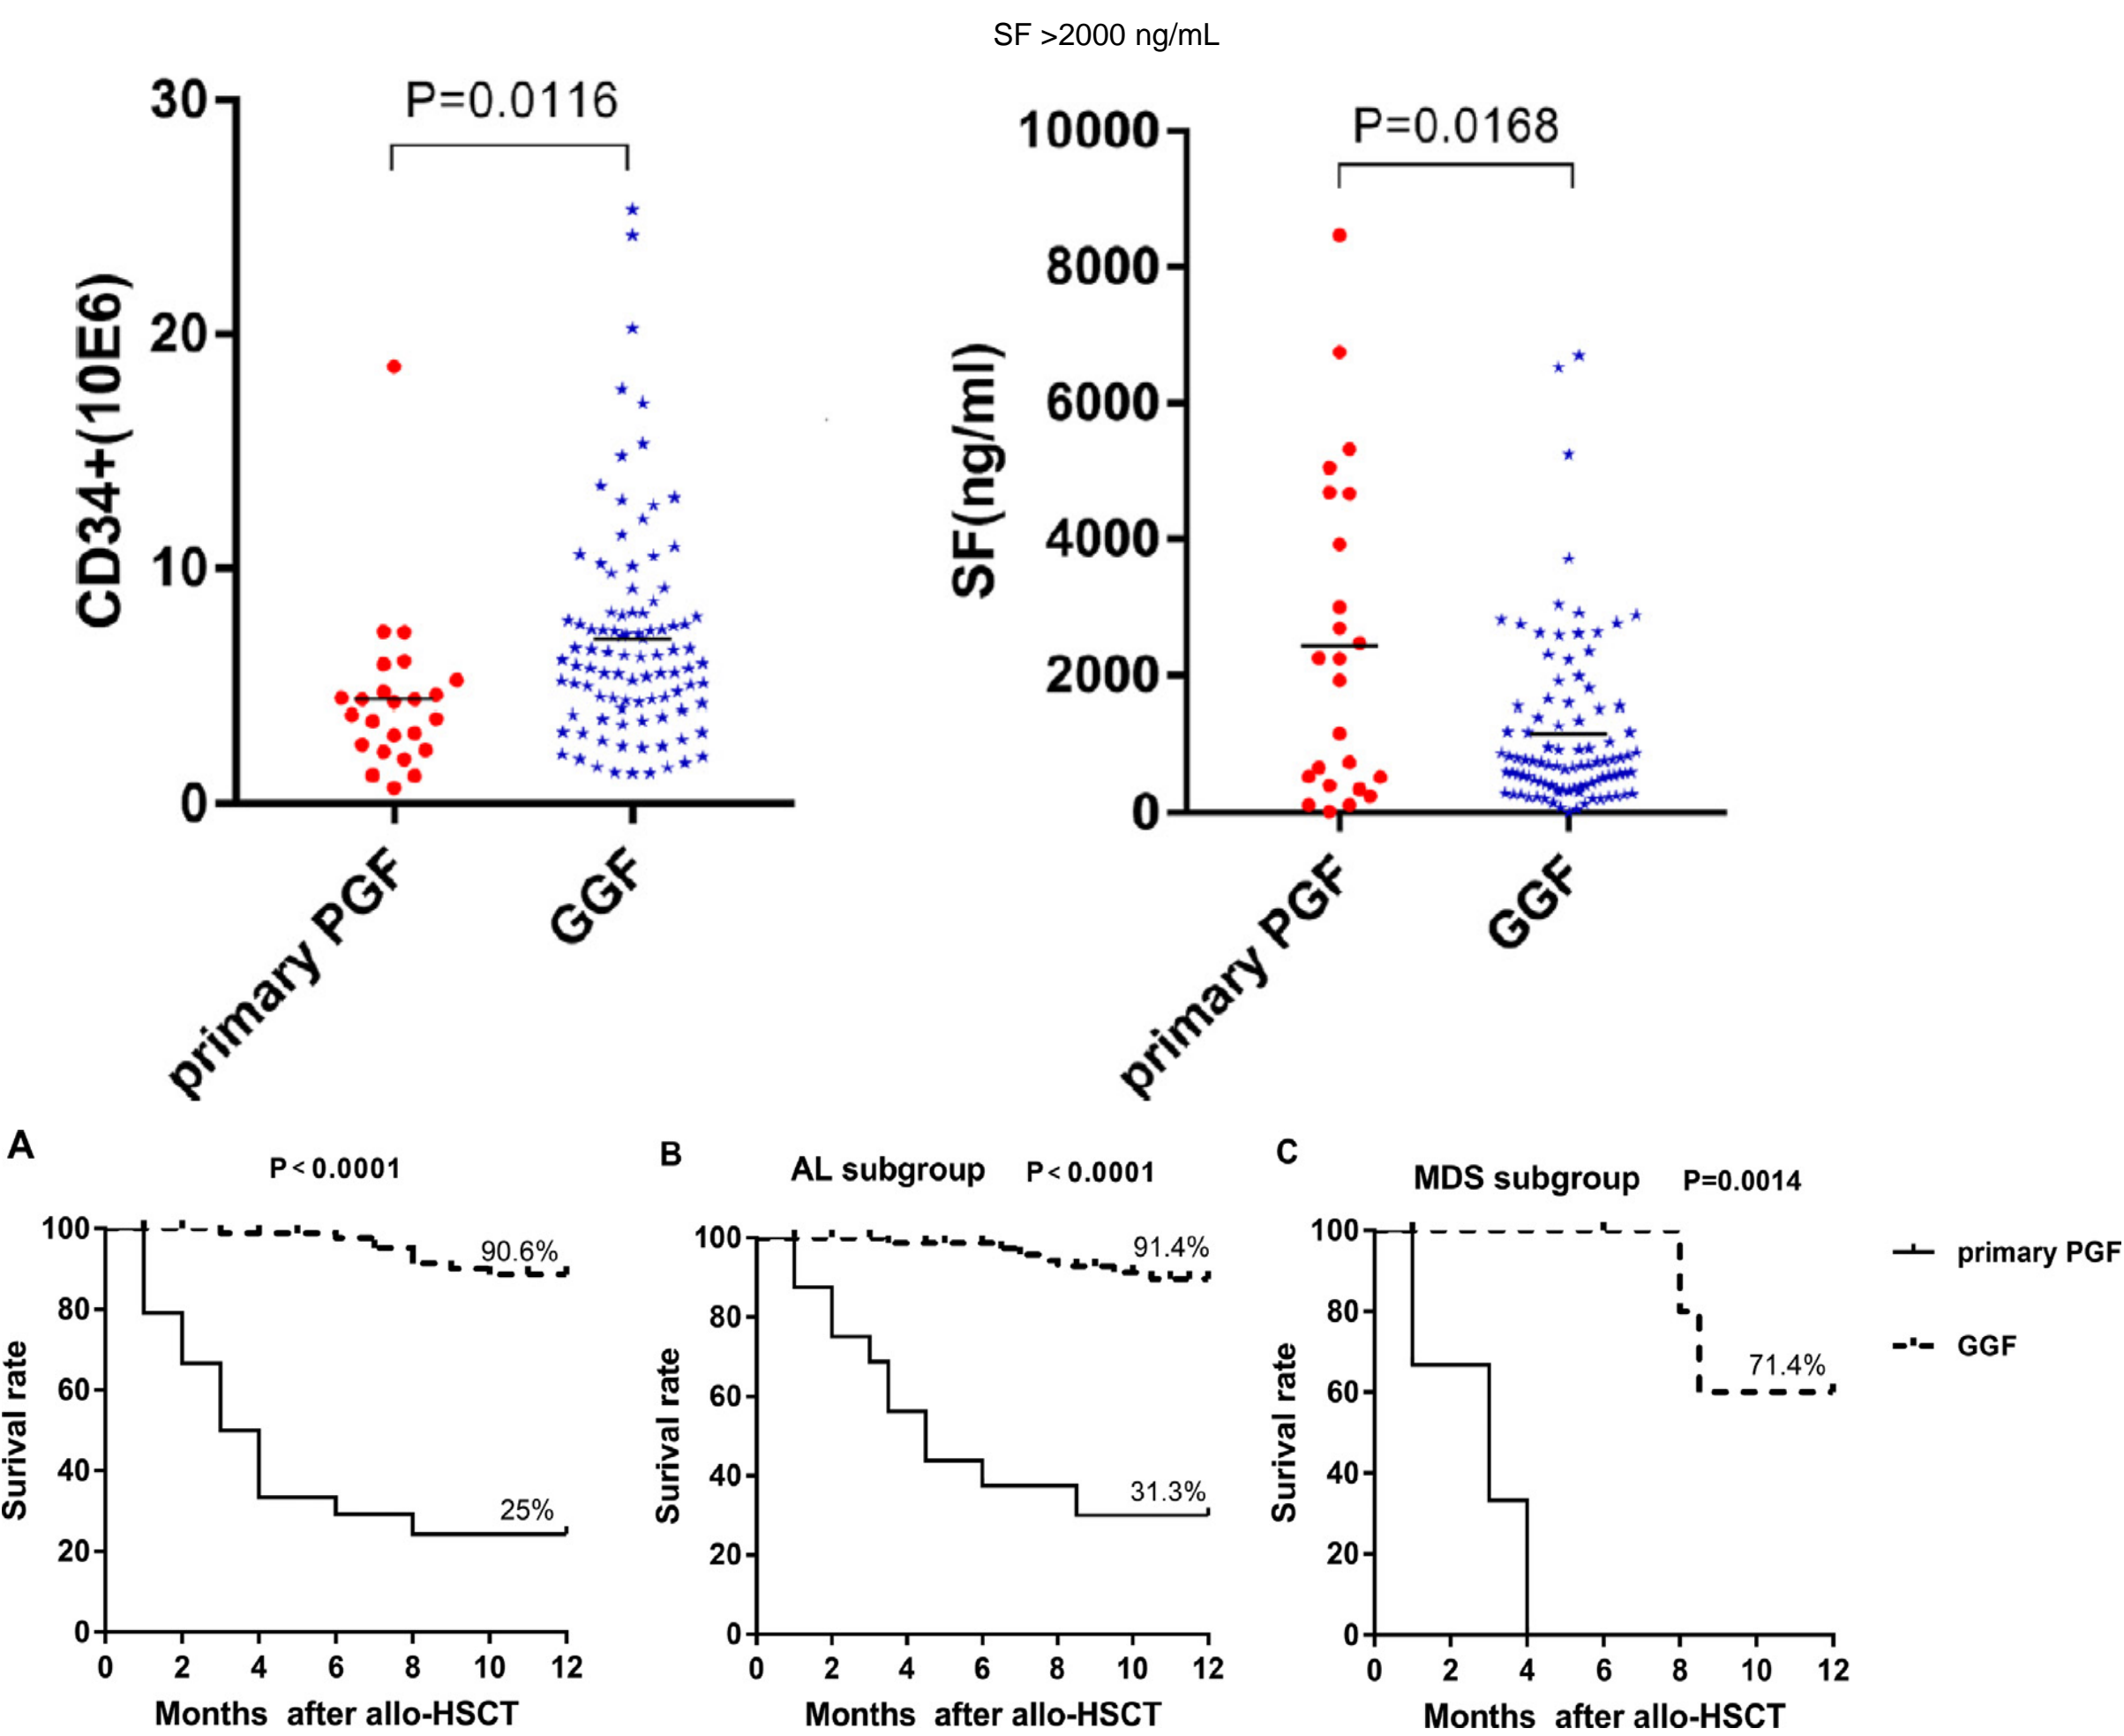 SF >2000 ng/mL
P=0.0116
30
20
10
0
CD34+(10E6)
primary PGF
GGF
P=0.0168
10000
8000
6000
4000
2000
0
SF(ng/ml)
primary PGF
GGF
A
P < 0.0001
100
80
60
40
20
0
Surival rate
90.6%
25%
0 2 4 6 8 10 12
Months after allo-HSCT
B
AL subgroup P < 0.0001
100
80
60
40
20
0
Surival rate
91.4%
31.3%
0 2 4 6 8 10 12
Months after allo-HSCT
C
MDS subgroup P=0.0014
100
80
60
40
20
0
Surival rate
71.4%
0 2 4 6 8 10 12
Months after allo-HSCT
primary PGF
GGF